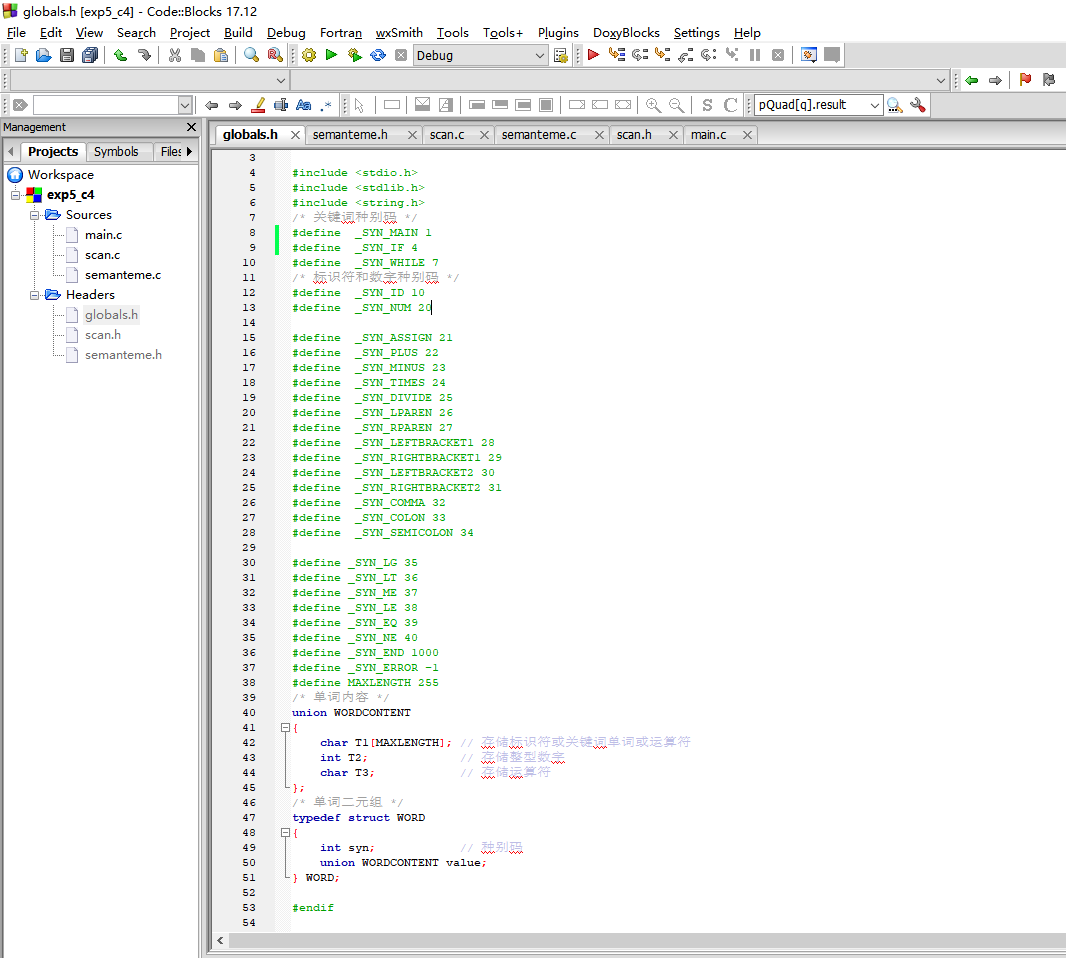 globals.h [exp5_c4] - Code::Blocks 17.12
File Edit View Search Project Build Debug Fortran wxSmith Tools Tools+ Plugins DoxyBlocks Settings Help
Debug
pQuad[q].result
Management
globals.h semanteme.h scan.c semanteme.c scan.h main.c
Projects Symbols Files
Workspace
exp5_c4
Sources
main.c
scan.c
semanteme.c
Headers
globals.h
scan.h
semanteme.h
3
4 #include <stdio.h>
5 #include <stdlib.h>
6 #include <string.h>
7 /* 关键词种别码 */
8 #define  _SYN_MAIN 1
9 #define  _SYN_IF 4
10 #define  _SYN_WHILE 7
11 /* 标识符和数字种别码 */
12 #define  _SYN_ID 10
13 #define  _SYN_NUM 20
14
15 #define  _SYN_ASSIGN 21
16 #define  _SYN_PLUS 22
17 #define  _SYN_MINUS 23
18 #define  _SYN_TIMES 24
19 #define  _SYN_DIVIDE 25
20 #define  _SYN_LPAREN 26
21 #define  _SYN_RPAREN 27
22 #define  _SYN_LEFTBRACKET1 28
23 #define  _SYN_RIGHTBRACKET1 29
24 #define  _SYN_LEFTBRACKET2 30
25 #define  _SYN_RIGHTBRACKET2 31
26 #define  _SYN_COMMA 32
27 #define  _SYN_COLON 33
28 #define  _SYN_SEMICOLON 34
29
30 #define _SYN_LG 35
31 #define _SYN_LT 36
32 #define _SYN_ME 37
33 #define _SYN_LE 38
34 #define _SYN_EQ 39
35 #define _SYN_NE 40
36 #define _SYN_END 1000
37 #define _SYN_ERROR -1
38 #define MAXLENGTH 255
39 /* 单词内容 */
40 union WORDCONTENT
41 {
42 char T1[MAXLENGTH]; // 存储标识符或关键词单词或运算符
43 int T2; // 存储整型数字
44 char T3; // 存储运算符
45 };
46 /* 单词二元组 */
47 typedef struct WORD
48 {
49 int syn; // 种别码
50 union WORDCONTENT value;
51 } WORD;
52
53 #endif
54